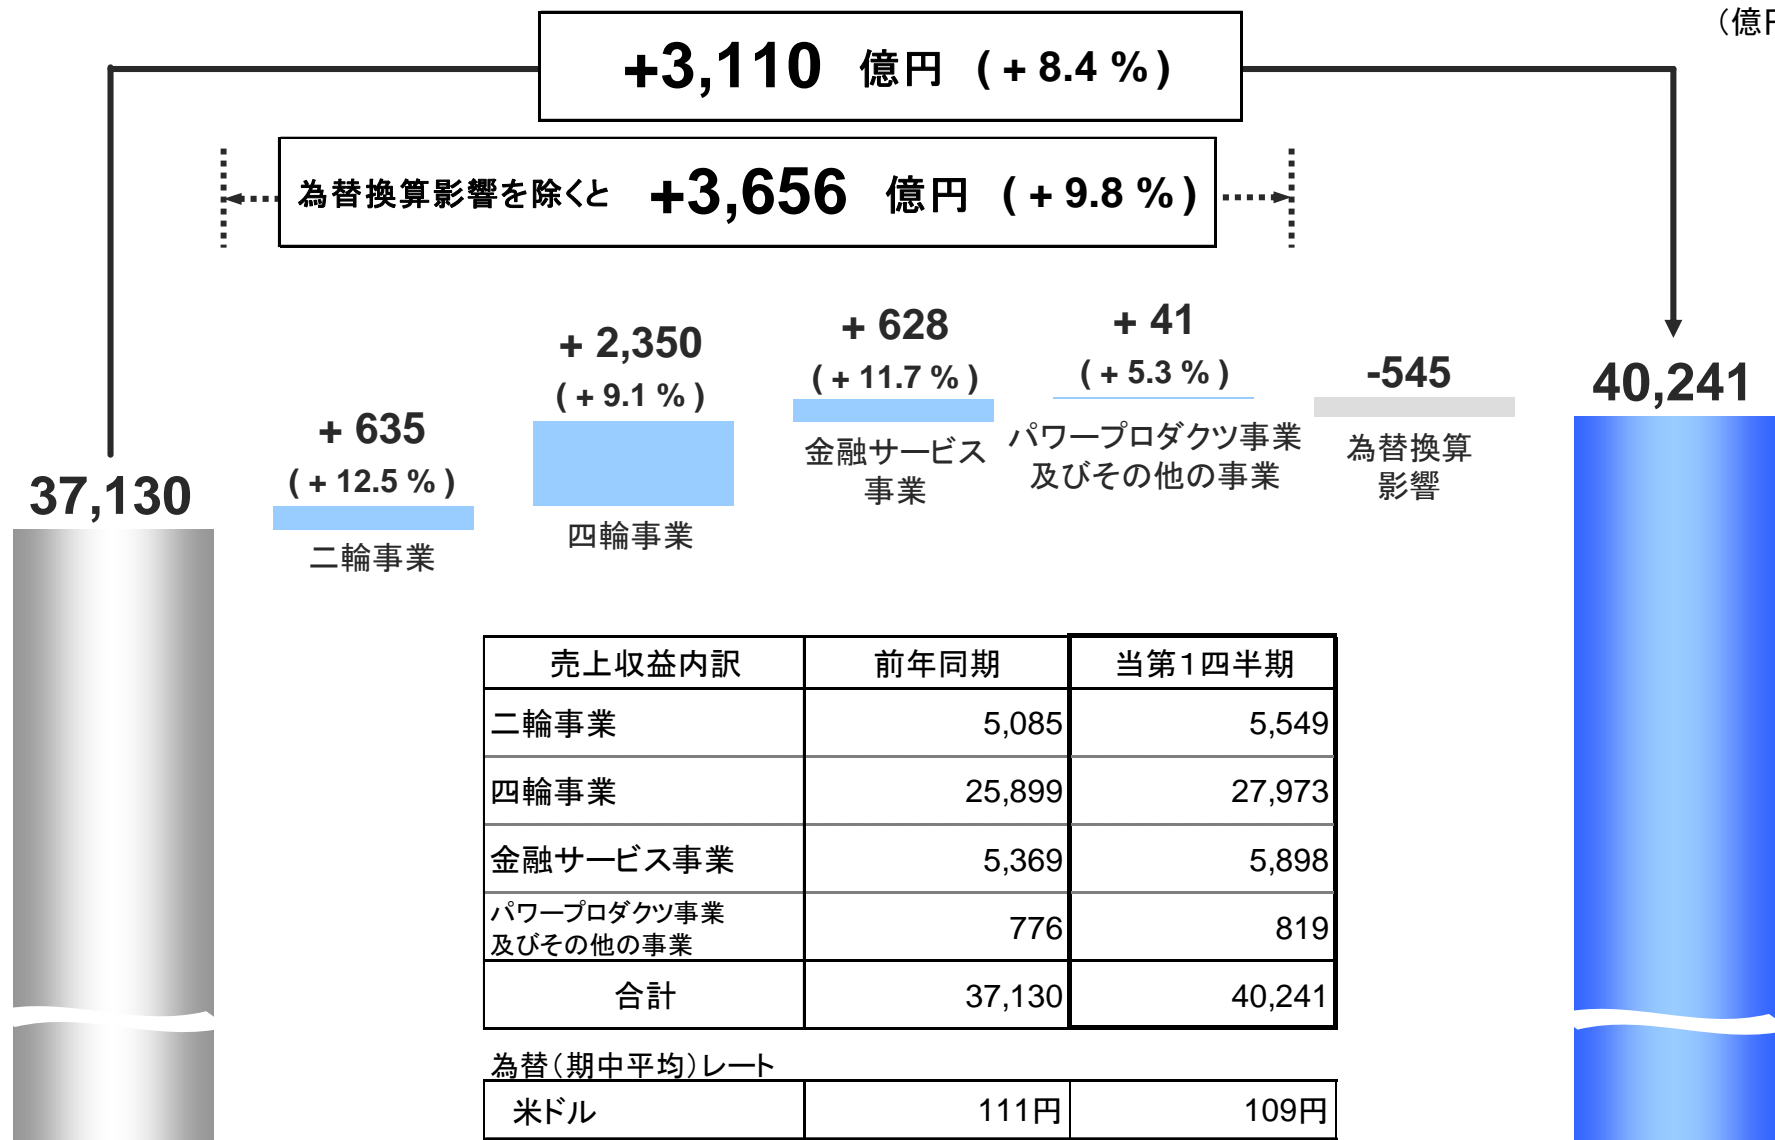 （億円
+3,110 億円 ( + 8.4 % )
為替換算影響を除くと +3,656 億円 ( + 9.8 % )
37,130
+ 635
( + 12.5 % )
二輪事業
+ 2,350
( + 9.1 % )
四輪事業
+ 628
( + 11.7 % )
金融サービス
事業
+ 41
( + 5.3 % )
パワープロダクツ事業
及びその他の事業
-545
為替換算
影響
40,241
売上収益内訳 前年同期 当第1四半期
二輪事業 5,085 5,549
四輪事業 25,899 27,973
金融サービス事業 5,369 5,898
パワープロダクツ事業
及びその他の事業 776 819
合計 37,130 40,241
為替（期中平均）レート
米ドル 111円 109円